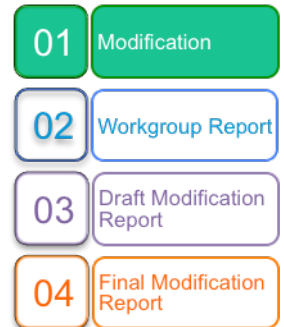 01 Modification
02 Workgroup Report
03 Draft Modification
Report
04 Final Modification
Report